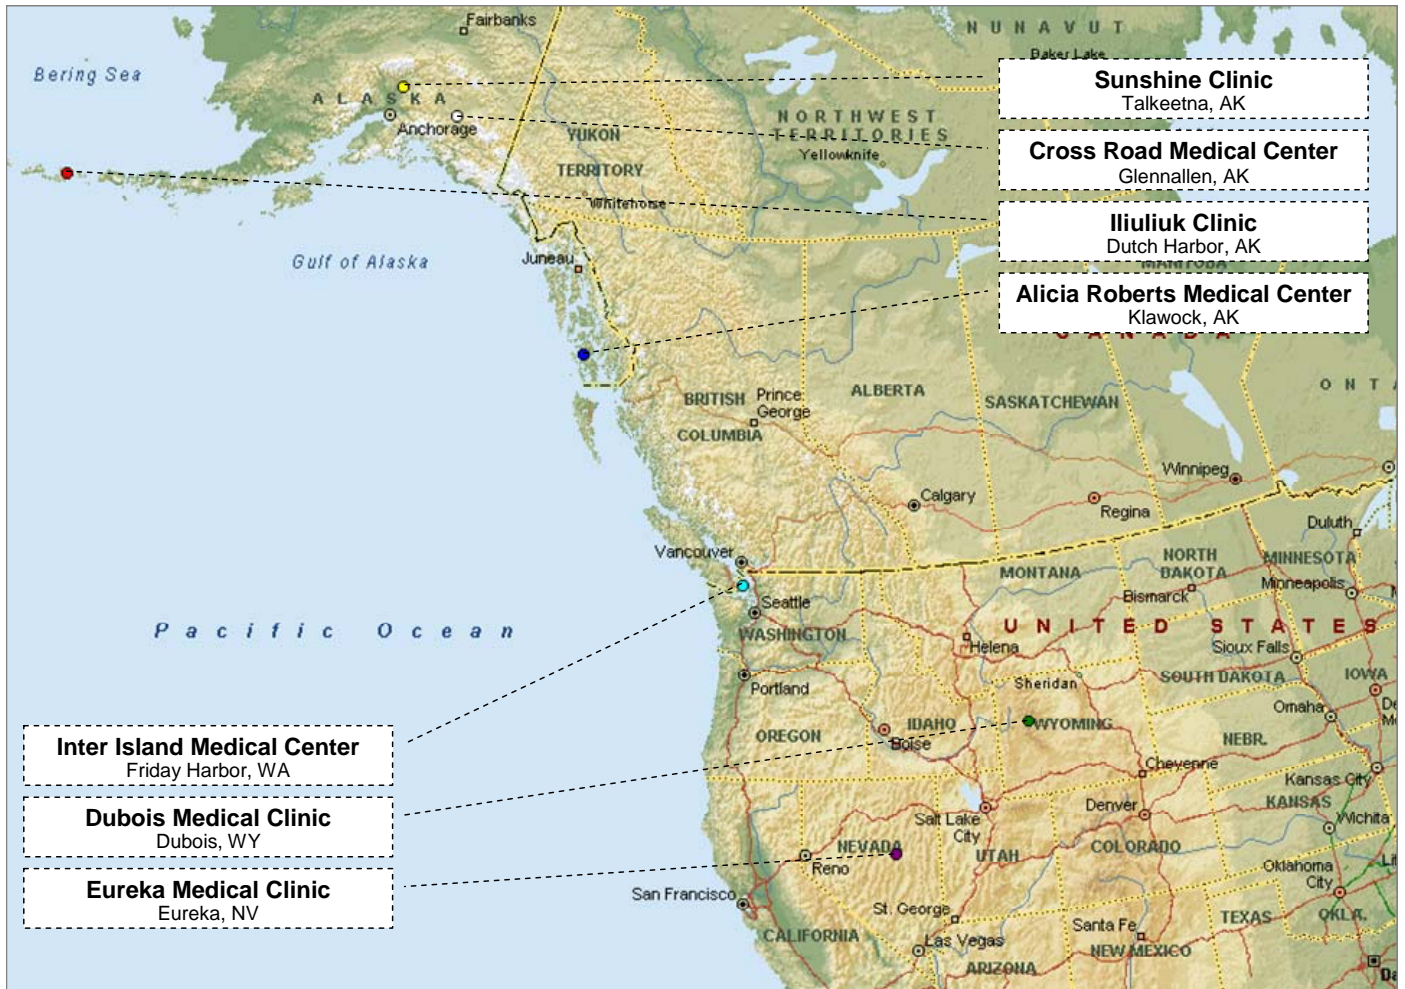 Fairbanks
NUNAVUT
Baker Lake
Bering Sea
Sunshine Clinic
Talkeetna, AK
ALASKA
Anchorage
YUKON
TERRITORY
NORTHWEST
TERRITORIES
Yellowknife
Cross Road Medical Center
Glennallen, AK
Whitehorse
Iliuliuk Clinic
Dutch Harbor, AK
MANITOBA
Gulf of Alaska
Juneau
Alicia Roberts Medical Center
Klawock, AK
CANADA
BRITISH
COLUMBIA
Prince
George
ALBERTA
SASKATCHEWAN
ONTA
Winnipeg
Calgary
Regina
Duluth
Vancouver
MONTANA
NORTH
DAKOTA
MINNESOTA
Minneapolis
Bismarck
Seattle
WASHINGTON
Pacific Ocean
UNITED STATES
Helena
Sioux Falls
Portland
Sheridan
SOUTH DAKOTA
IOWA
Omaha
De
Mo
OREGON
IDAHO
Boise
WYOMING
NEBR.
Inter Island Medical Center
Friday Harbor, WA
Cheyenne
Kansas City
Dubois Medical Clinic
Dubois, WY
Salt Lake
City
Denver
KANSAS
Wichita
NEVADA
Reno
UTAH
COLORADO
Oklahoma
City
Eureka Medical Clinic
Eureka, NV
San Francisco
St. George
Santa Fe
TEXAS
OKLA.
CALIFORNIA
Las Vegas
NEW MEXICO
ARIZONA
Da